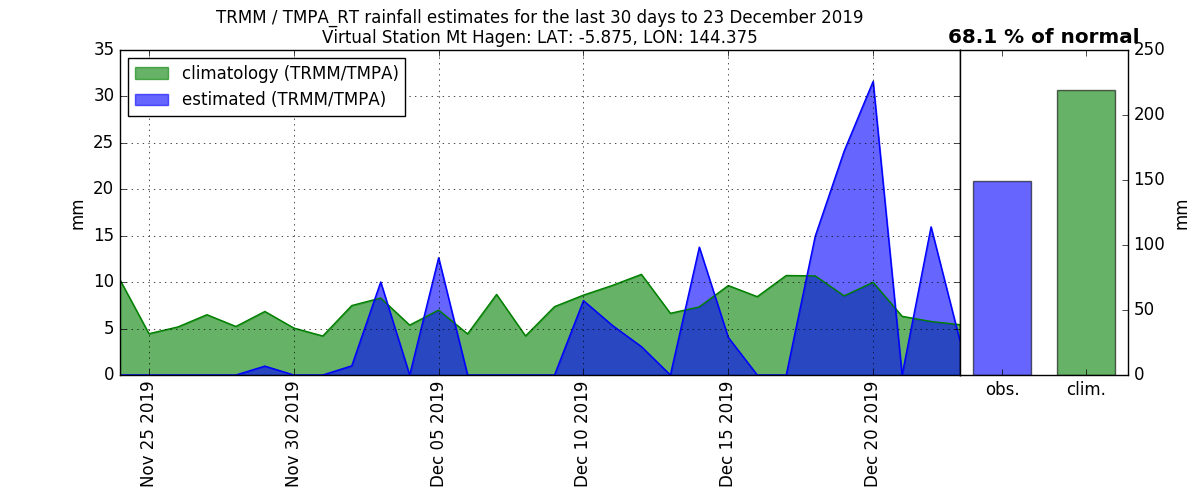 TRMM / TMPA_RT rainfall estimates for the last 30 days to 23 December 2019
Virtual Station Mt Hagen: LAT: -5.875, LON: 144.375
68.1 % of normal
climatology (TRMM/TMPA)
estimated (TRMM/TMPA)
35
30
25
20
15
10
5
0
mm
Nov 25 2019
Nov 30 2019
Dec 05 2019
Dec 10 2019
Dec 15 2019
Dec 20 2019
250
200
150
100
50
0
mm
obs.
clim.